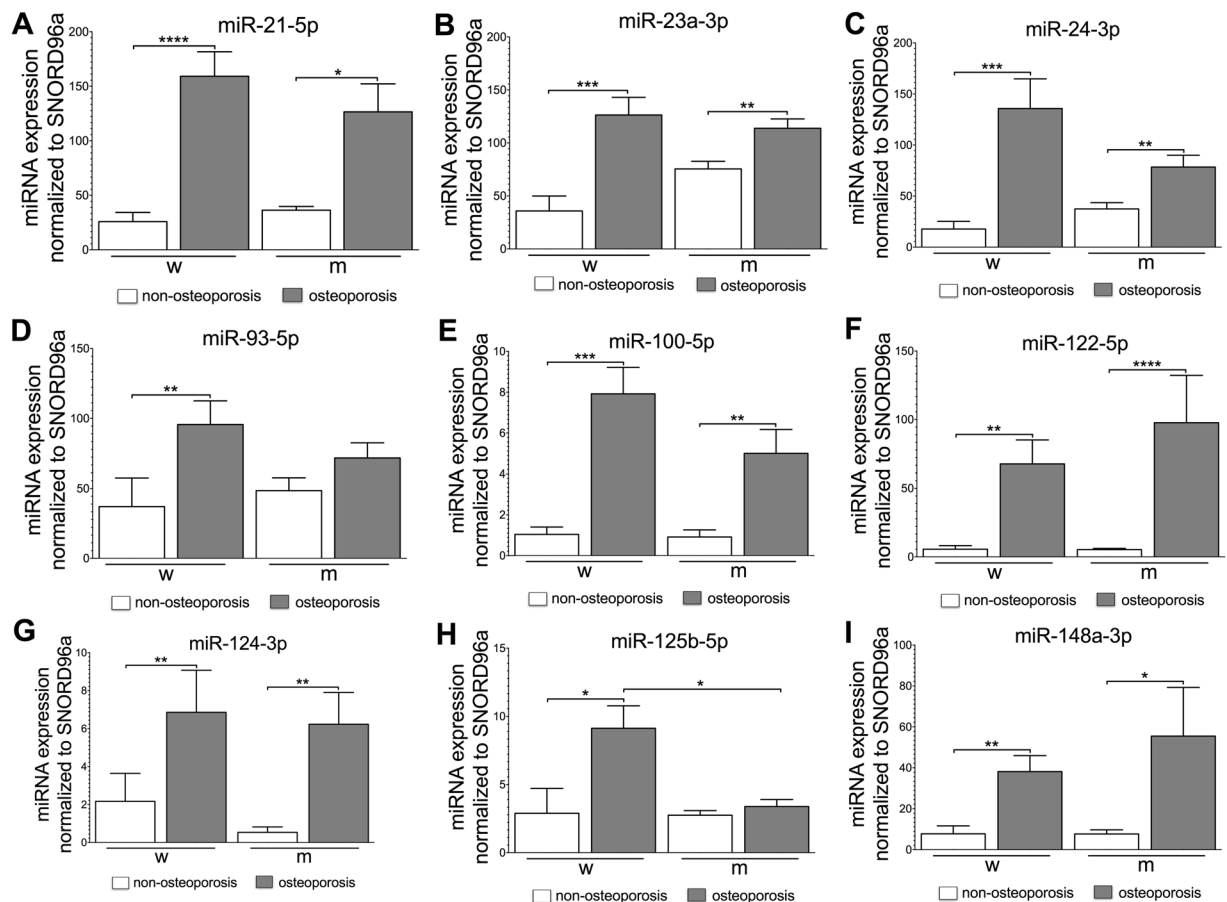 A
miR-21-5p
miRNA expression
normalized to SNORD96a
200
150
100
50
0
****
*
w
m
non-osteoporosis
osteoporosis
B
miR-23a-3p
miRNA expression
normalized to SNORD96a
200
150
100
50
0
***
**
w
m
non-osteoporosis
osteoporosis
C
miR-24-3p
miRNA expression
normalized to SNORD96a
200
150
100
50
0
***
**
w
m
non-osteoporosis
osteoporosis
D
miR-93-5p
miRNA expression
normalized to SNORD96a
150
100
50
0
**
w
m
non-osteoporosis
osteoporosis
E
miR-100-5p
miRNA expression
normalized to SNORD96a
10
8
6
4
2
0
***
**
w
m
non-osteoporosis
osteoporosis
F
miR-122-5p
miRNA expression
normalized to SNORD96a
150
100
50
0
**
****
w
m
non-osteoporosis
osteoporosis
G
miR-124-3p
miRNA expression
normalized to SNORD96a
8
6
4
2
0
**
**
w
m
non-osteoporosis
osteoporosis
H
miR-125b-5p
miRNA expression
normalized to SNORD96a
15
10
5
0
*
*
w
m
non-osteoporosis
osteoporosis
I
miR-148a-3p
miRNA expression
normalized to SNORD96a
100
80
60
40
20
0
**
*
w
m
non-osteoporosis
osteoporosis